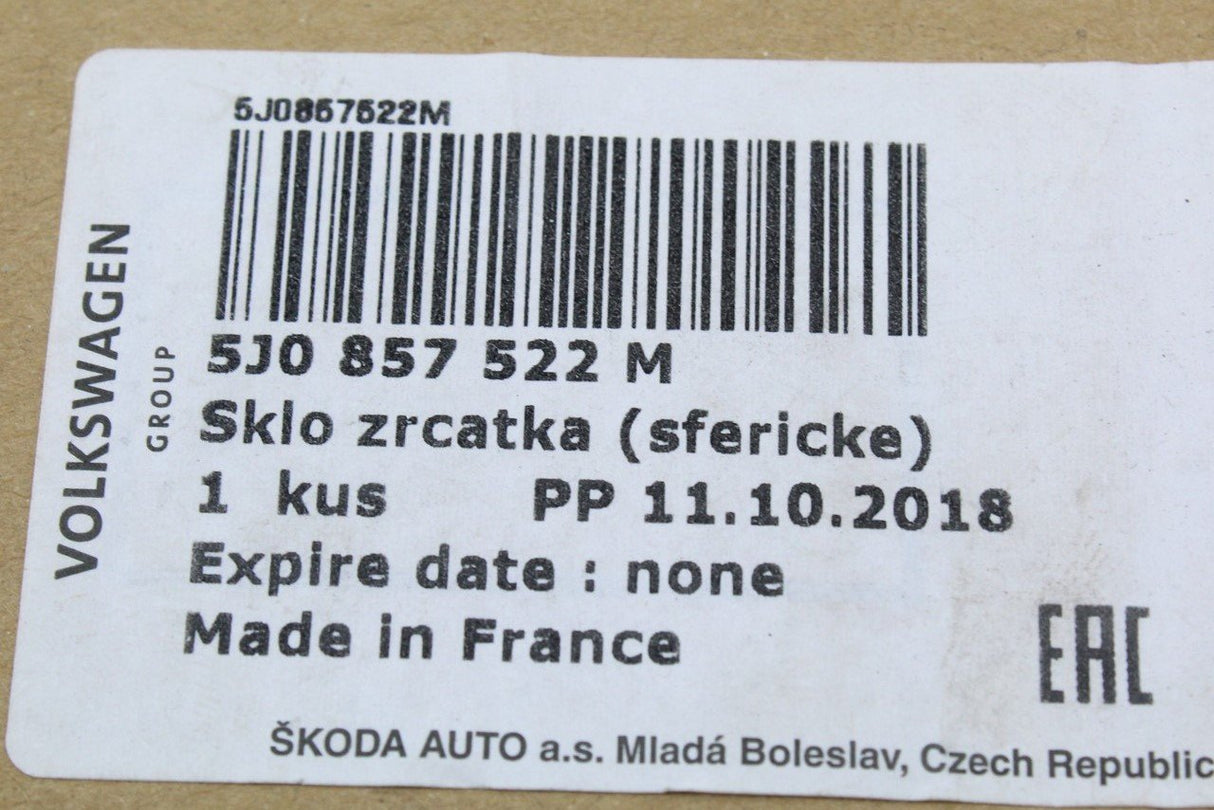 5J0857522M
5J0 857 522 M
Sklo zrcatka (sfericke)
1 kus PP 11.10.2018
Expire date : none
Made in France
EAC
ŠKODA AUTO a.s. Mladá Boleslav, Czech Republic
VOLKSWAGEN
GROUP